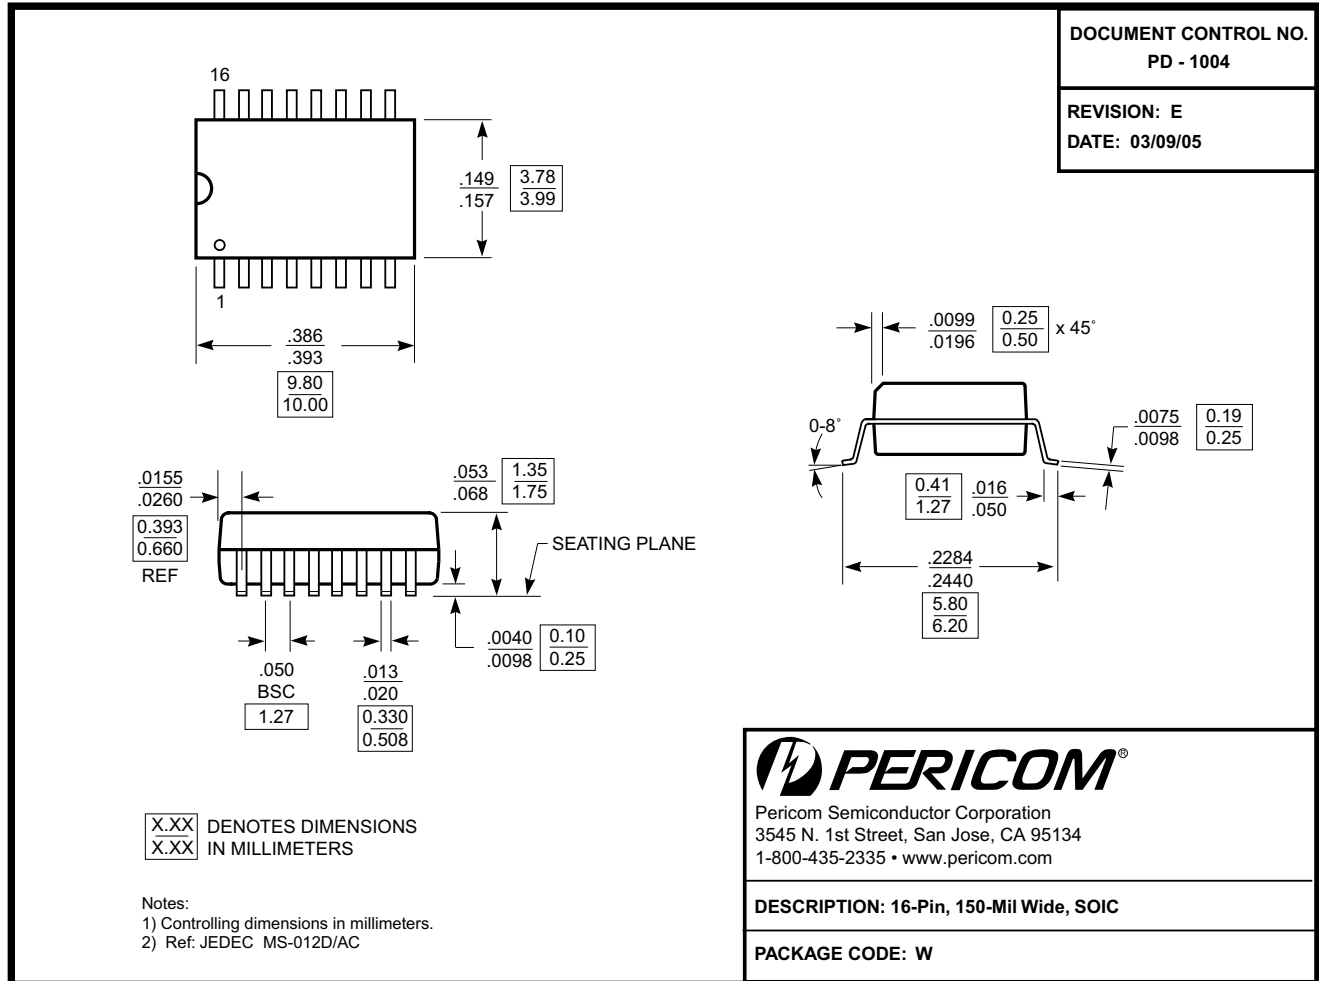 DOCUMENT CONTROL NO.
PD - 1004
REVISION: E
DATE: 03/09/05
16
.149
.157
3.78
3.99
1
.386
.393
9.80
10.00
.0099
.0196
0.25
0.50
x 45˚
0-8˚
.0075
.0098
0.19
0.25
0.41
1.27
.016
.050
.2284
.2440
5.80
6.20
.0155
.0260
0.393
0.660
REF
.053
.068
1.35
1.75
SEATING PLANE
.0040
.0098
0.10
0.25
.050
BSC
1.27
.013
.020
0.330
0.508
X.XX
X.XX
DENOTES DIMENSIONS
IN MILLIMETERS
Notes:
1) Controlling dimensions in millimeters.
2) Ref: JEDEC MS-012D/AC
PERICOM®
Pericom Semiconductor Corporation
3545 N. 1st Street, San Jose, CA 95134
1-800-435-2335 • www.pericom.com
DESCRIPTION: 16-Pin, 150-Mil Wide, SOIC
PACKAGE CODE: W